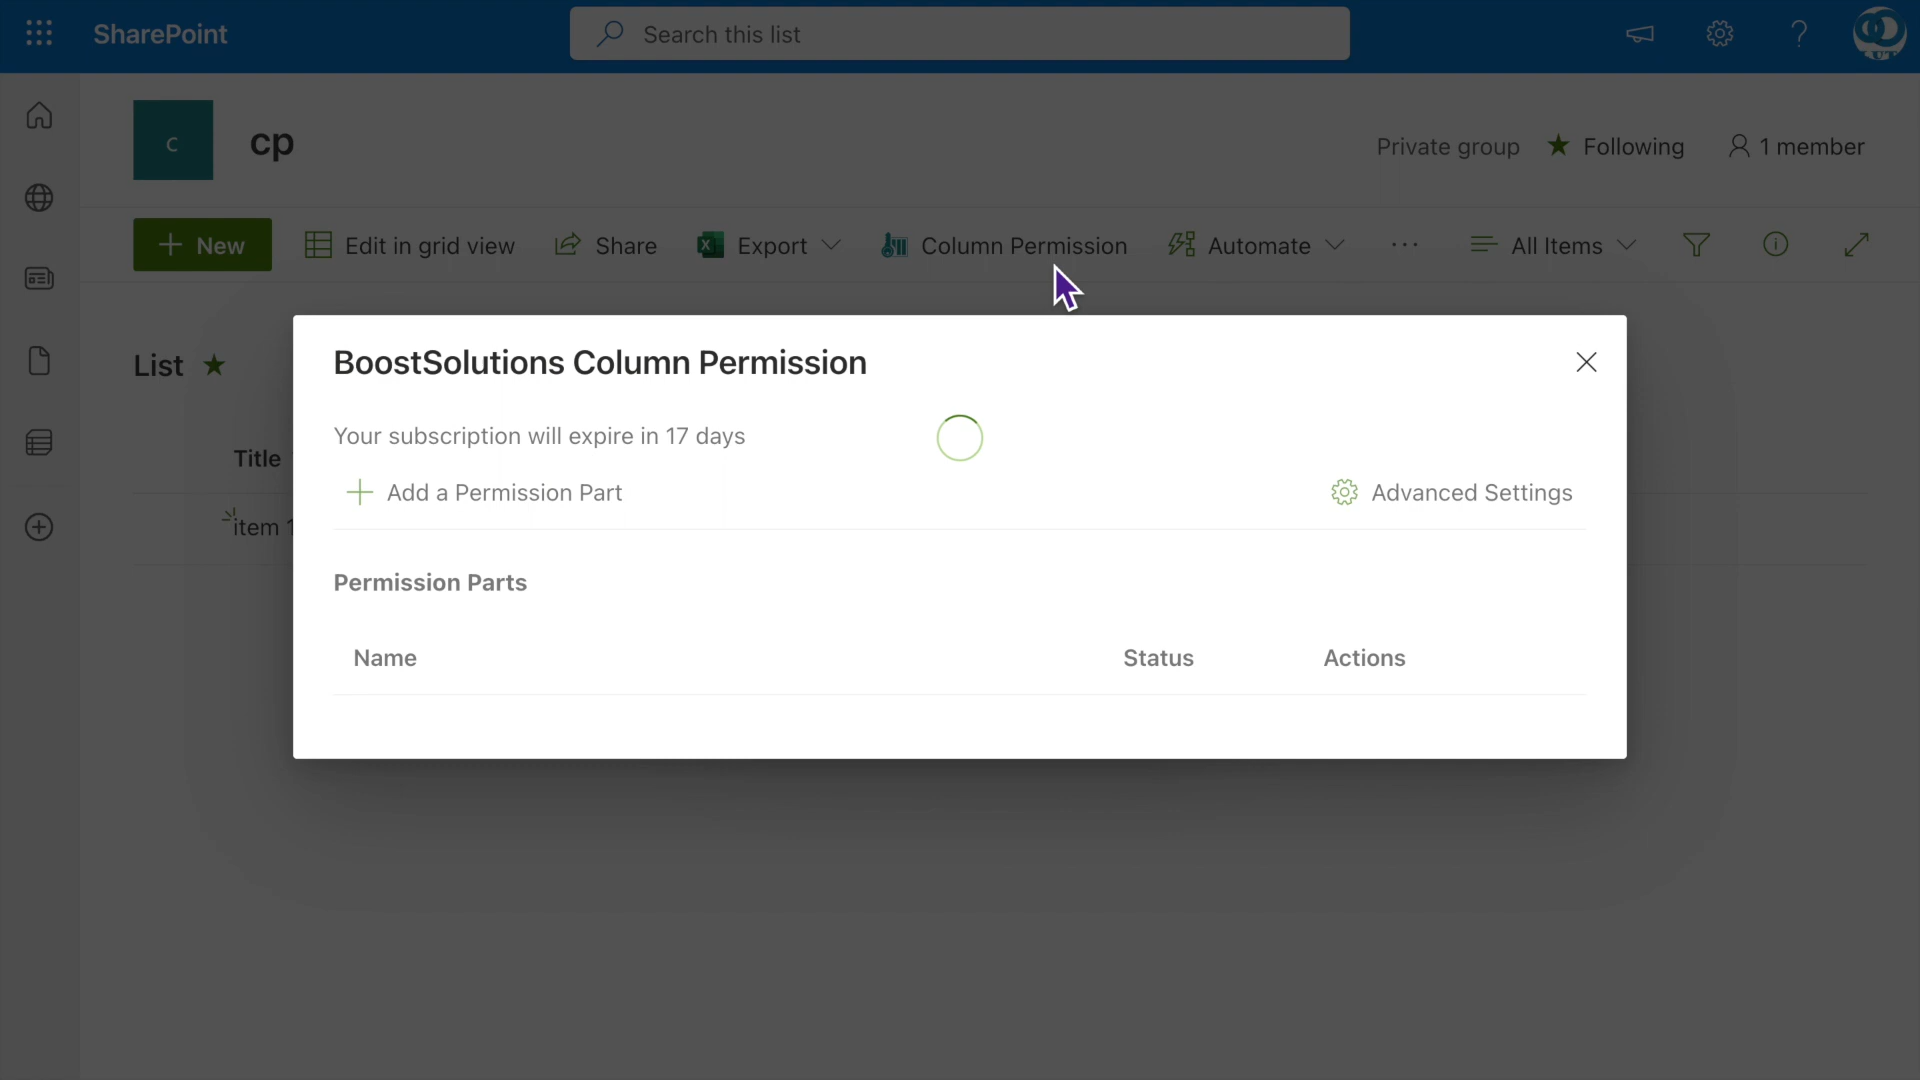 SharePoint
Search this list
C
cp
Private group
Following
1 member
New
Edit in grid view
Share
Export
Column Permission
Automate
All Items
List
Title
item 1
BoostSolutions Column Permission
Your subscription will expire in 17 days
Add a Permission Part
Advanced Settings
Permission Parts
Name Status Actions